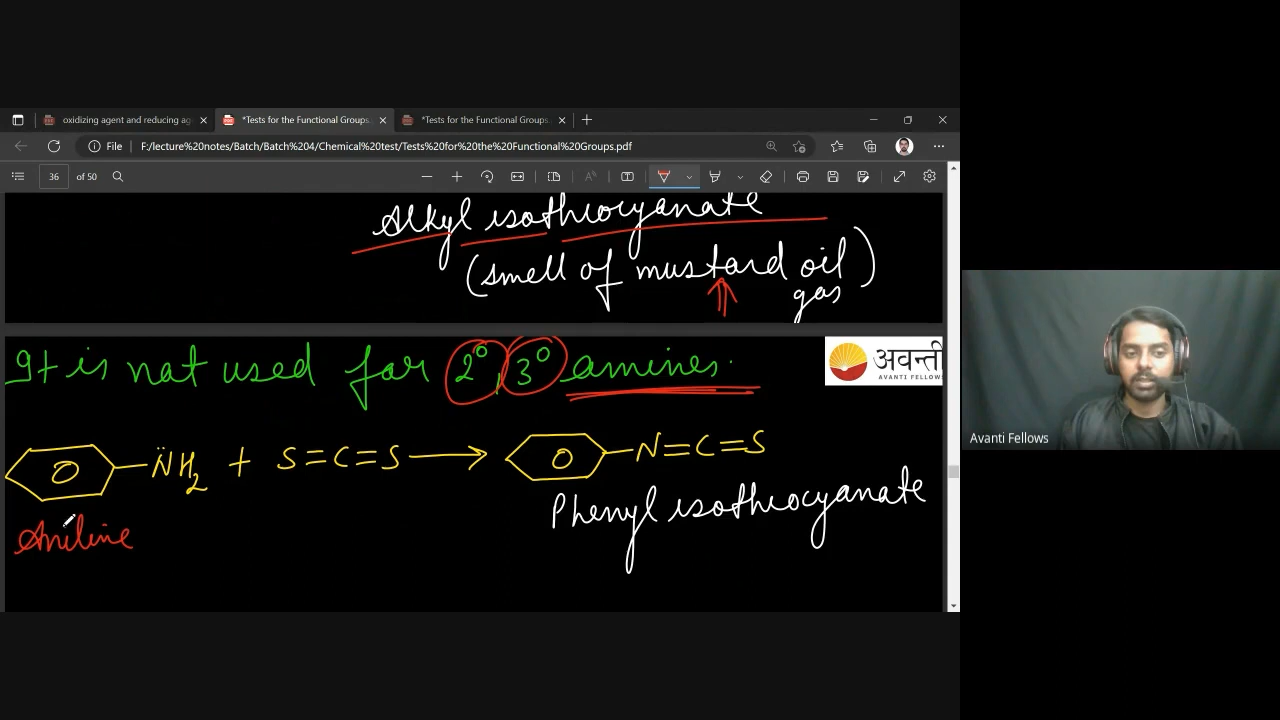 oxidizing agent and reducing ag
*Tests for the Functional Groups.
*Tests for the Functional Groups.
File
F:/lecture%20notes/Batch/Batch%204/Chemical%20test/Tests%20for%20the%20Functional%20Groups.pdf
36 of 50
Alkyl isothiocyanate
(smell of mustard oil gas)
It is not used for 2°, 3° amines.
अवन्ती
AVANTI FELLOWS
NH2 + S=C=S → N=C=S
Aniline
Phenyl isothiocyanate
Avanti Fellows